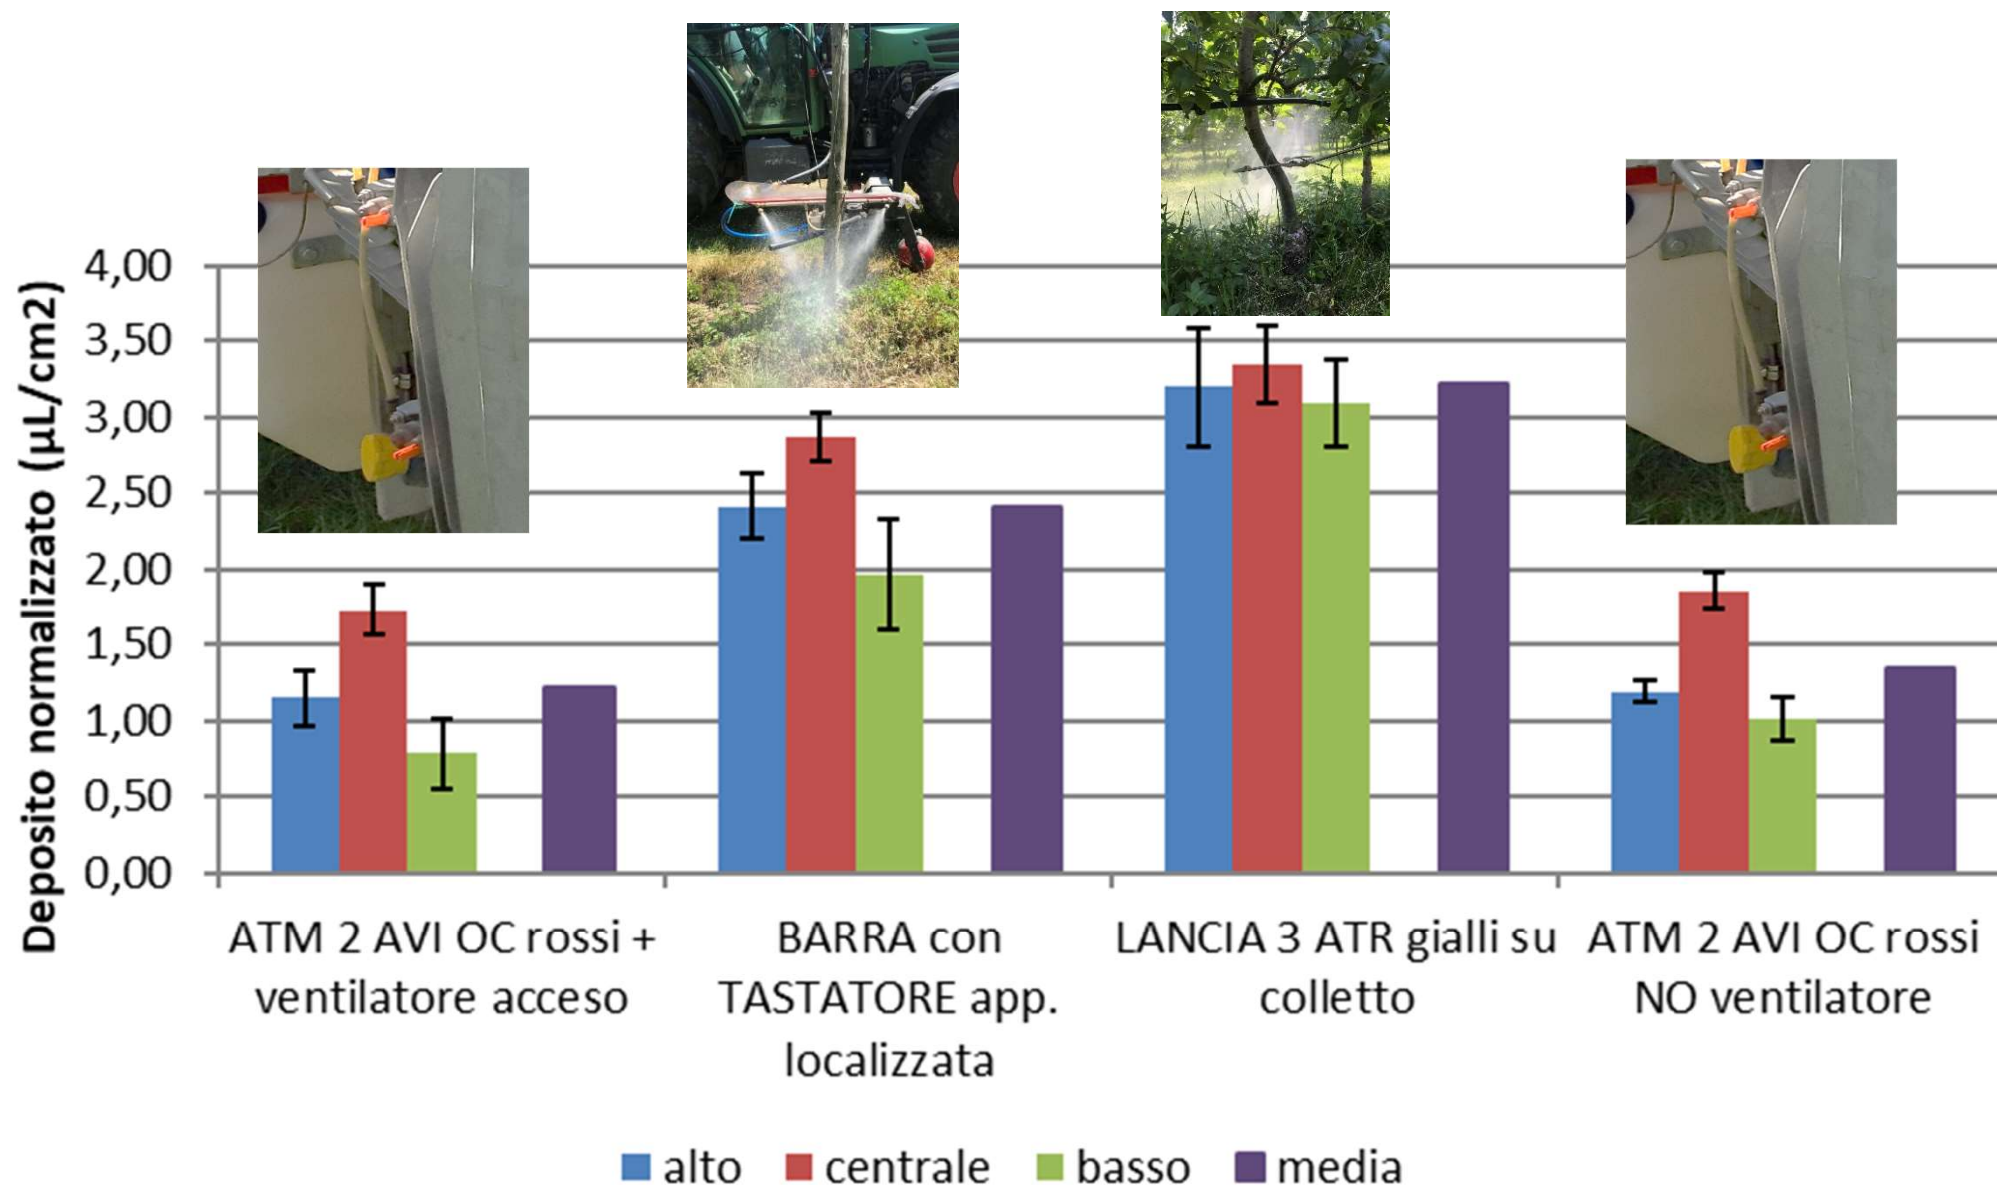 Deposito normalizzato (µL/cm2)
4,00
3,50
3,00
2,50
2,00
1,50
1,00
0,50
0,00
ATM 2 AVI OC rossi +
ventilatore acceso
BARRA con
TASTATORE app.
localizzata
LANCIA 3 ATR gialli su
colletto
ATM 2 AVI OC rossi
NO ventilatore
alto
centrale
basso
media